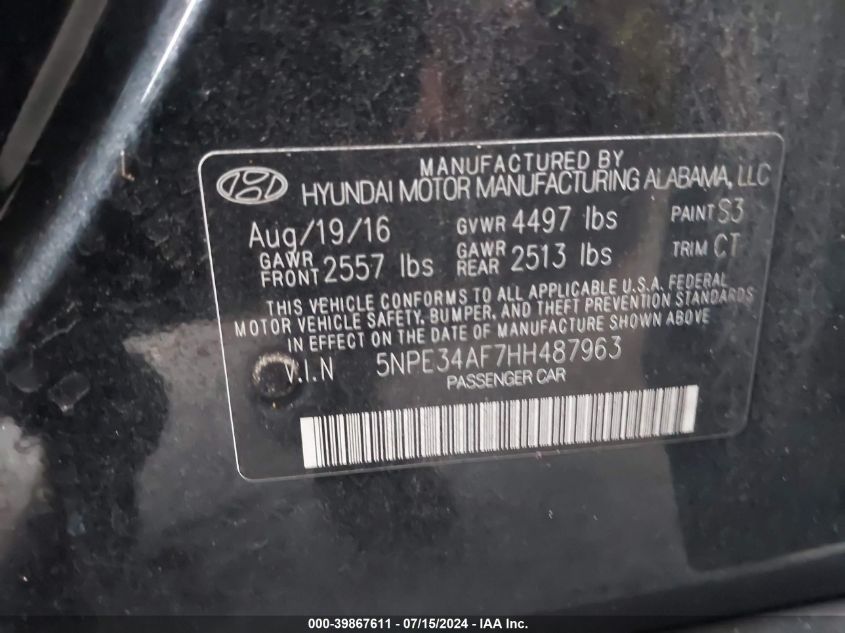 MANUFACTURED BY
HYUNDAI MOTOR MANUFACTURING ALABAMA, LLC
Aug/19/16 GVWR 4497 lbs PAINT S3
GAWR FRONT 2557 lbs GAWR REAR 2513 lbs TRIM CT
THIS VEHICLE CONFORMS TO ALL APPLICABLE U.S.A. FEDERAL
MOTOR VEHICLE SAFETY, BUMPER, AND THEFT PREVENTION STANDARDS
IN EFFECT ON THE DATE OF MANUFACTURE SHOWN ABOVE
V.I.N 5NPE34AF7HH487963
PASSENGER CAR
000-39867611 - 07/15/2024 - IAA Inc.